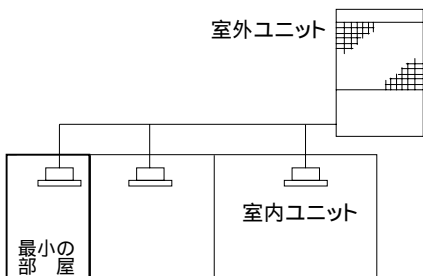 室外ユニット
室内ユニット
最小の
部　屋